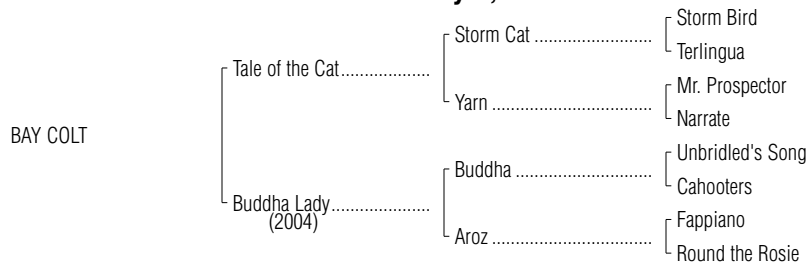 Storm Bird
Storm Cat ..................
Terlingua
Tale of the Cat...................
Mr. Prospector
Yarn ...........................
Narrate
BAY COLT
Unbridled's Song
Buddha .......................
Cahooters
Buddha Lady.....................
(2004)
Fappiano
Aroz ...........................
Round the Rosie